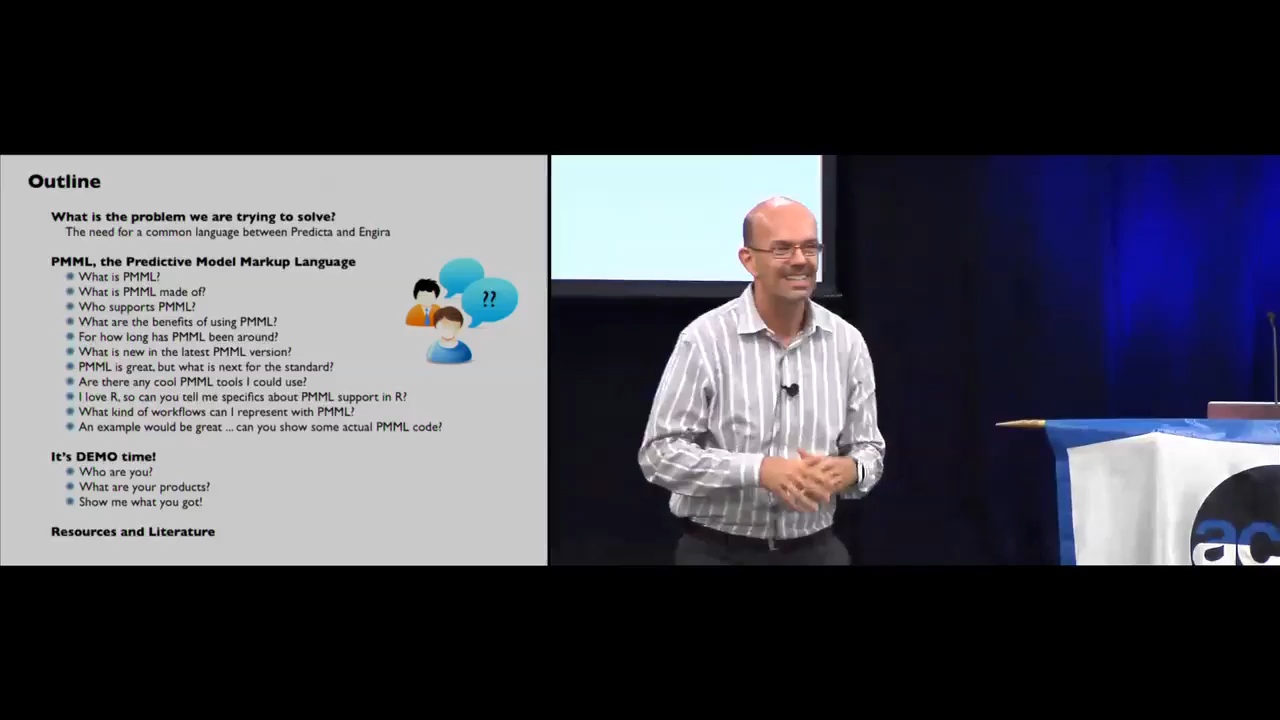 Outline
What is the problem we are trying to solve?
The need for a common language between Predicta and Engira
PMML, the Predictive Model Markup Language
What is PMML?
What is PMML made of?
Who supports PMML?
What are the benefits of using PMML?
For how long has PMML been around?
What is new in the latest PMML version?
PMML is great, but what is next for the standard?
Are there any cool PMML tools I could use?
I love R, so can you tell me specifics about PMML support in R?
What kind of workflows can I represent with PMML?
An example would be great ... can you show some actual PMML code?
??
It's DEMO time!
Who are you?
What are your products?
Show me what you got!
Resources and Literature
ac